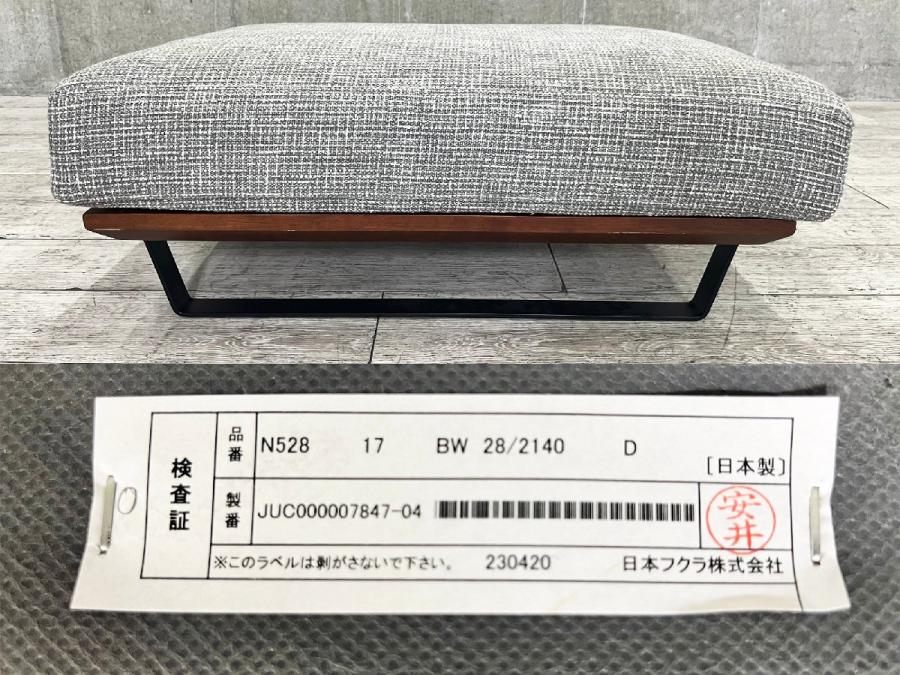 検査証
品番 N528 17 BW 28/2140 D [日本製]
製番 JUC000007847-04 安井
※このラベルは剥がさないで下さい。 230420 日本フクラ株式会社